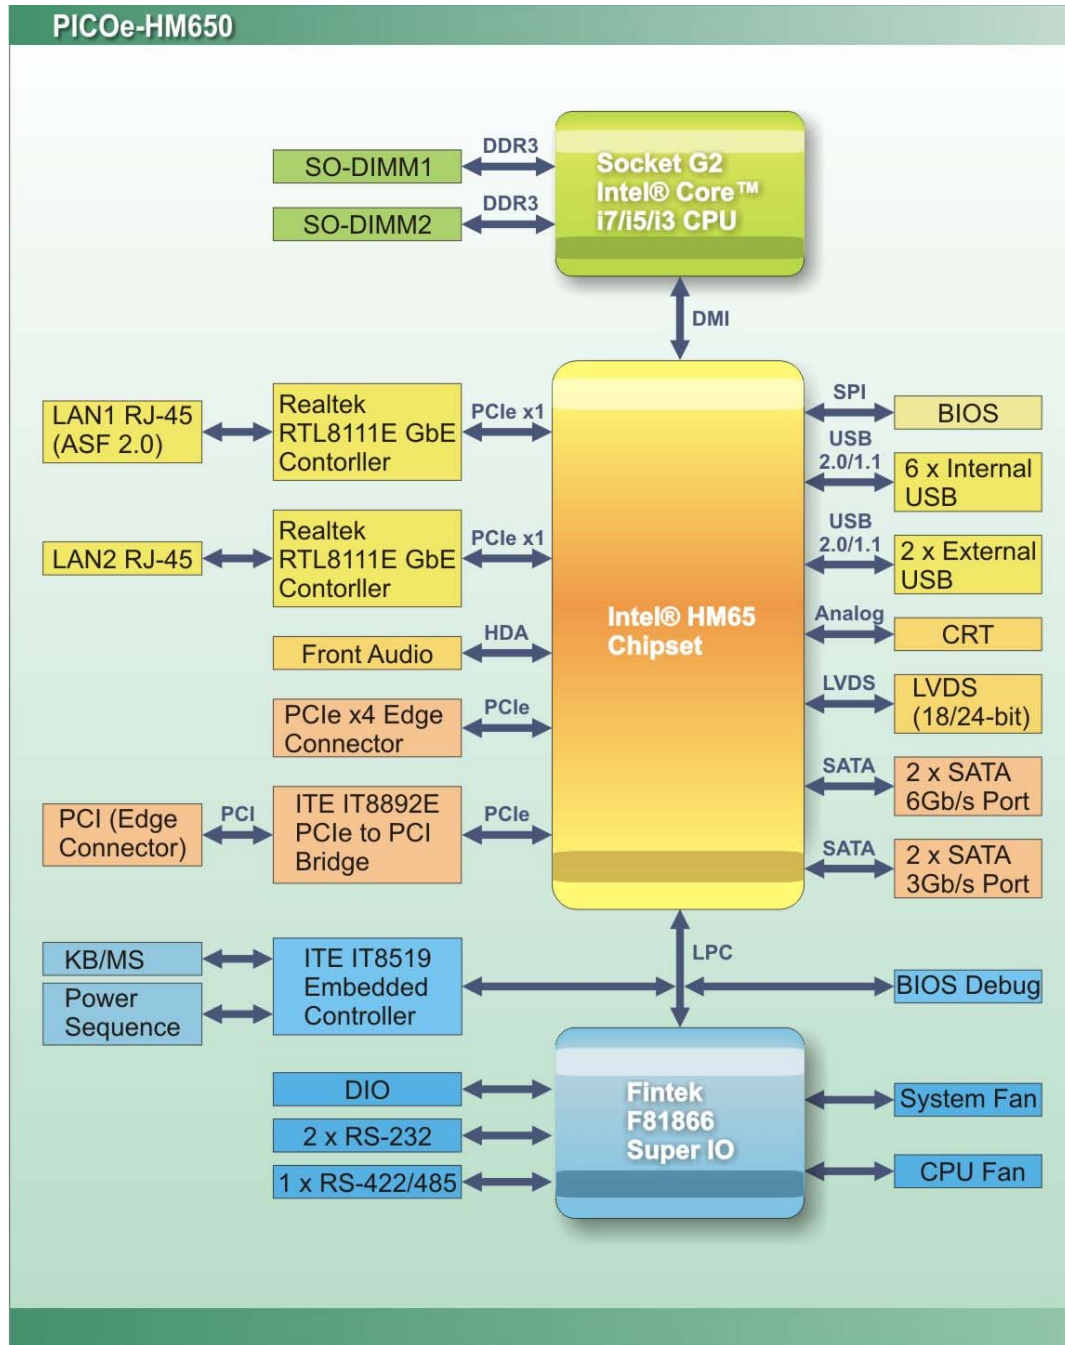 PICOe-HM650
SO-DIMM1
DDR3
SO-DIMM2
DDR3
Socket G2
Intel® Core™
i7/i5/i3 CPU
DMI
LAN1 RJ-45
(ASF 2.0)
Realtek
RTL8111E GbE
Contorller
PCIe x1
LAN2 RJ-45
Realtek
RTL8111E GbE
Contorller
PCIe x1
Front Audio
HDA
PCIe x4 Edge
Connector
PCIe
PCI (Edge
Connector)
PCI
ITE IT8892E
PCIe to PCI
Bridge
PCIe
Intel® HM65
Chipset
SPI
BIOS
USB
2.0/1.1
6 x Internal
USB
USB
2.0/1.1
2 x External
USB
Analog
CRT
LVDS
LVDS
(18/24-bit)
SATA
2 x SATA
6Gb/s Port
SATA
2 x SATA
3Gb/s Port
LPC
KB/MS
Power
Sequence
ITE IT8519
Embedded
Controller
BIOS Debug
DIO
2 x RS-232
1 x RS-422/485
Fintek
F81866
Super IO
System Fan
CPU Fan